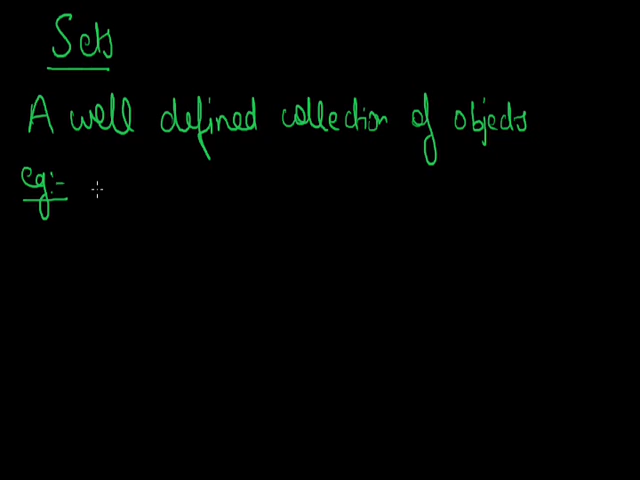 Sets
A well defined collection of objects
eg:-